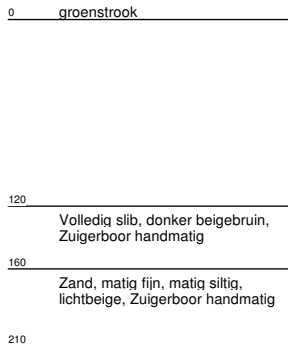 0 groenstrook
120
Volledig slib, donker beigebruin,
Zuigerboor handmatig
160
Zand, matig fijn, matig siltig,
lichtbeige, Zuigerboor handmatig
210